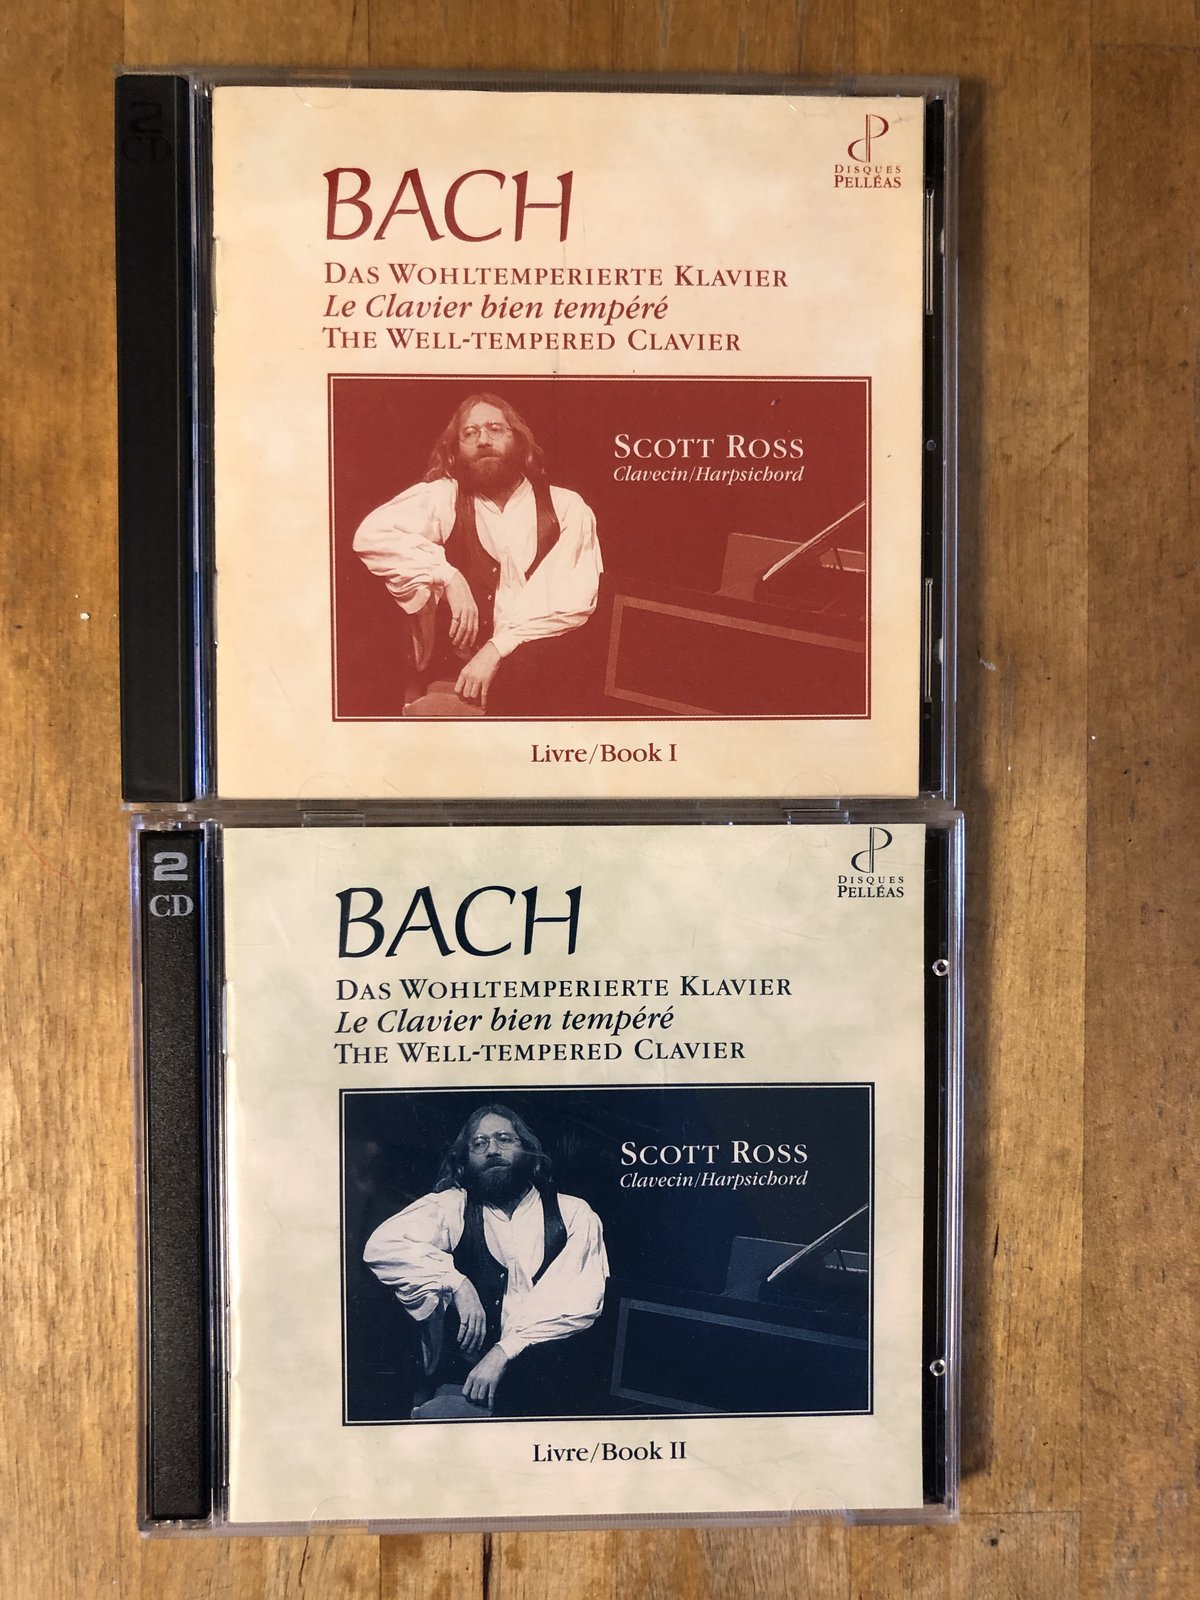 2
CD
DISQUES
PELLÉAS
BACH
DAS WOHLTEMPERIERTE KLAVIER
Le Clavier bien tempéré
THE WELL-TEMPERED CLAVIER
SCOTT ROSS
Clavecin/Harpsichord
Livre/Book I
2
CD
DISQUES
PELLÉAS
BACH
DAS WOHLTEMPERIERTE KLAVIER
Le Clavier bien tempéré
THE WELL-TEMPERED CLAVIER
SCOTT ROSS
Clavecin/Harpsichord
Livre/Book II